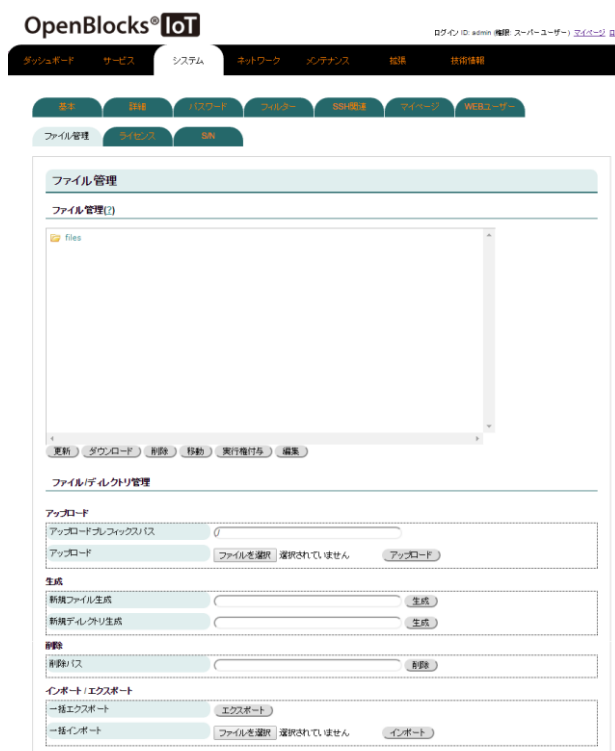 OpenBlocks® IoT
ログインID: admin (権限: スーパーユーザー) マイページ
ダッシュボード サービス システム ネットワーク メンテナンス 拡張 技術情報
基本 詳細 パスワード フィルター SSH関連 マイページ WEBユーザー
ファイル管理 ライセンス S/N
ファイル管理
ファイル管理(?)
files
更新 ダウンロード 削除 移動 実行権付与 編集
ファイル/ディレクトリ管理
アップロード
アップロードプレフィックスパス /
アップロード ファイルを選択 選択されていません アップロード
生成
新規ファイル生成 生成
新規ディレクトリ生成 生成
削除
削除パス 削除
インポート / エクスポート
一括エクスポート エクスポート
一括インポート ファイルを選択 選択されていません インポート